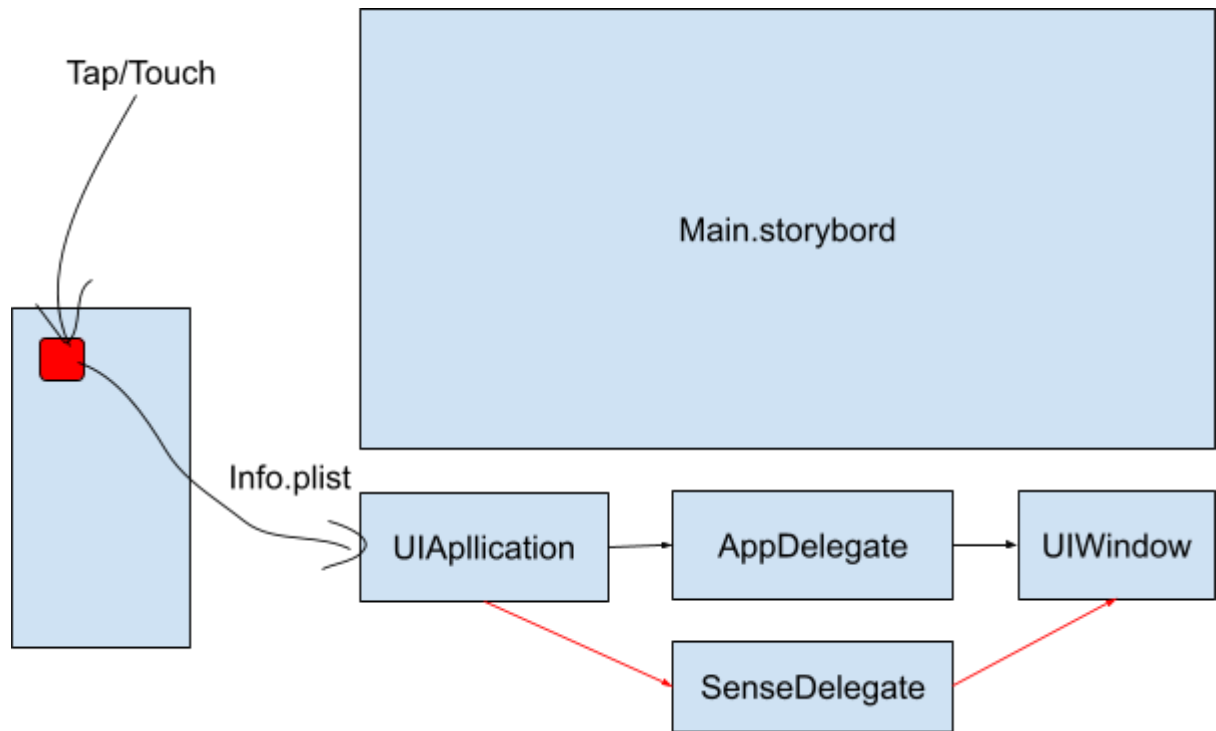 Tap/Touch
Main.storybord
Info.plist
UIApllication
AppDelegate
UIWindow
SenseDelegate